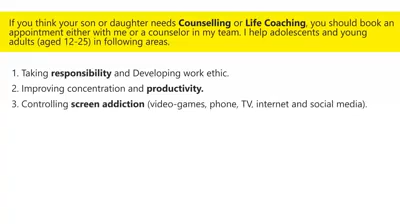 If you think your son or daughter needs Counselling or Life Coaching, you should book an
appointment either with me or a counselor in my team. I help adolescents and young
adults (aged 12-25) in following areas.
1. Taking responsibility and Developing work ethic.
2. Improving concentration and productivity.
3. Controlling screen addiction (video-games, phone, TV, internet and social media).